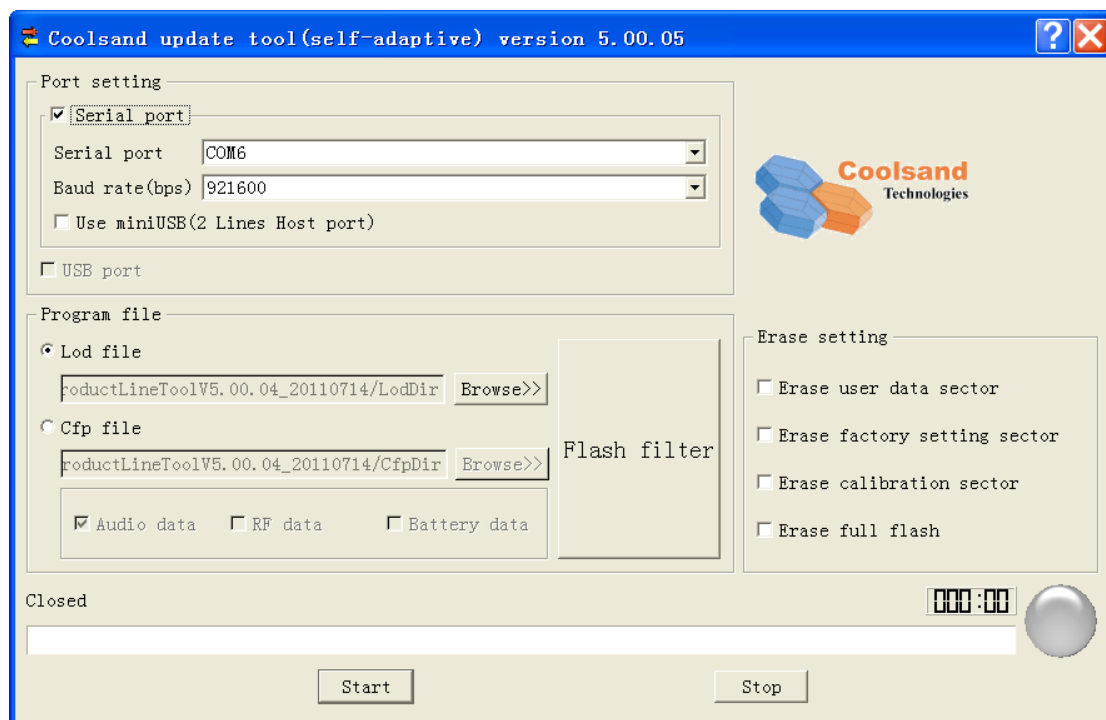 Coolsand update tool(self-adaptive) version 5.00.05
Port setting
Serial port
Serial port COM6
Baud rate(bps) 921600
Use miniUSB(2 Lines Host port)
USB port
Coolsand
Technologies
Program file
Lod file
roductLineToolV5.00.04_20110714/LodDir Browse>>
Cfp file
roductLineToolV5.00.04_20110714/CfpDir Browse>>
Audio data RF data Battery data
Flash filter
Erase setting
Erase user data sector
Erase factory setting sector
Erase calibration sector
Erase full flash
Closed
000:00
Start Stop